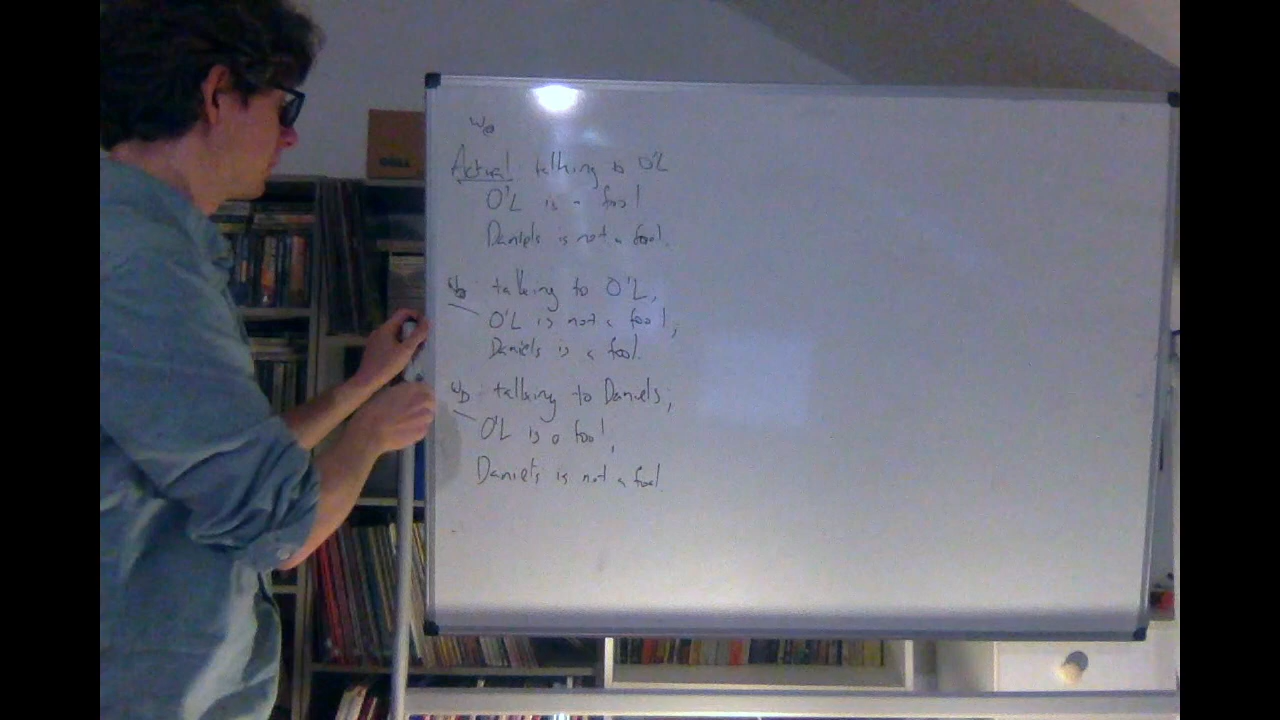 w@
Actual: talking to O'L
O'L is a fool
Daniels is not a fool.
talking to O'L,
O'L is not a fool,
Daniels is a fool.
wD: talking to Daniels;
O'L is a fool,
Daniels is not a fool